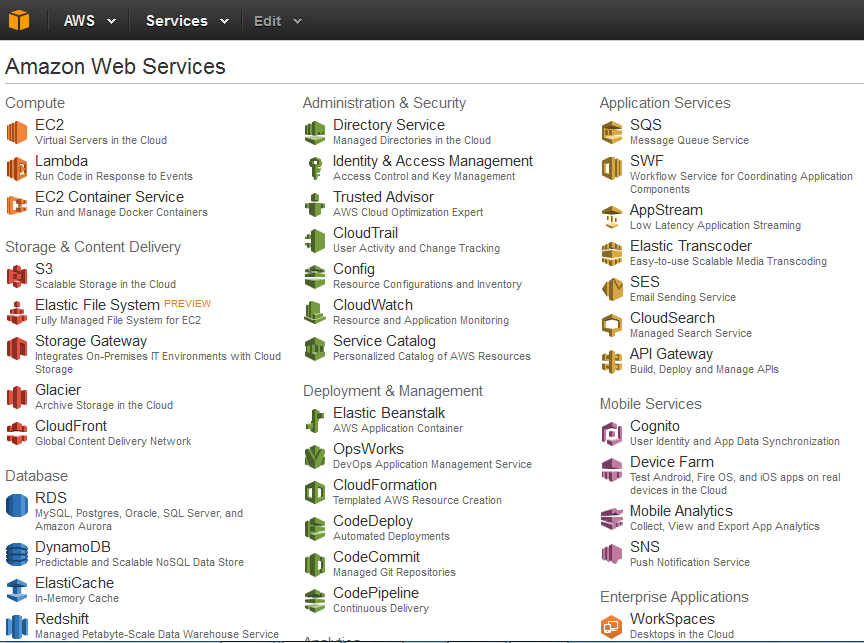 AWS Services Edit
Amazon Web Services
Compute
EC2
Virtual Servers in the Cloud
Lambda
Run Code in Response to Events
EC2 Container Service
Run and Manage Docker Containers
Storage & Content Delivery
S3
Scalable Storage in the Cloud
Elastic File System PREVIEW
Fully Managed File System for EC2
Storage Gateway
Integrates On-Premises IT Environments with Cloud
Storage
Glacier
Archive Storage in the Cloud
CloudFront
Global Content Delivery Network
Database
RDS
MySQL, Postgres, Oracle, SQL Server, and
Amazon Aurora
DynamoDB
Predictable and Scalable NoSQL Data Store
ElastiCache
In-Memory Cache
Redshift
Managed Petabyte-Scale Data Warehouse Service
Administration & Security
Directory Service
Managed Directories in the Cloud
Identity & Access Management
Access Control and Key Management
Trusted Advisor
AWS Cloud Optimization Expert
CloudTrail
User Activity and Change Tracking
Config
Resource Configurations and Inventory
CloudWatch
Resource and Application Monitoring
Service Catalog
Personalized Catalog of AWS Resources
Deployment & Management
Elastic Beanstalk
AWS Application Container
OpsWorks
DevOps Application Management Service
CloudFormation
Templated AWS Resource Creation
CodeDeploy
Automated Deployments
CodeCommit
Managed Git Repositories
CodePipeline
Continuous Delivery
Analytics
Application Services
SQS
Message Queue Service
SWF
Workflow Service for Coordinating Application
Components
AppStream
Low Latency Application Streaming
Elastic Transcoder
Easy-to-use Scalable Media Transcoding
SES
Email Sending Service
CloudSearch
Managed Search Service
API Gateway
Build, Deploy and Manage APIs
Mobile Services
Cognito
User Identity and App Data Synchronization
Device Farm
Test Android, Fire OS, and iOS apps on real
devices in the Cloud
Mobile Analytics
Collect, View and Export App Analytics
SNS
Push Notification Service
Enterprise Applications
WorkSpaces
Desktops in the Cloud